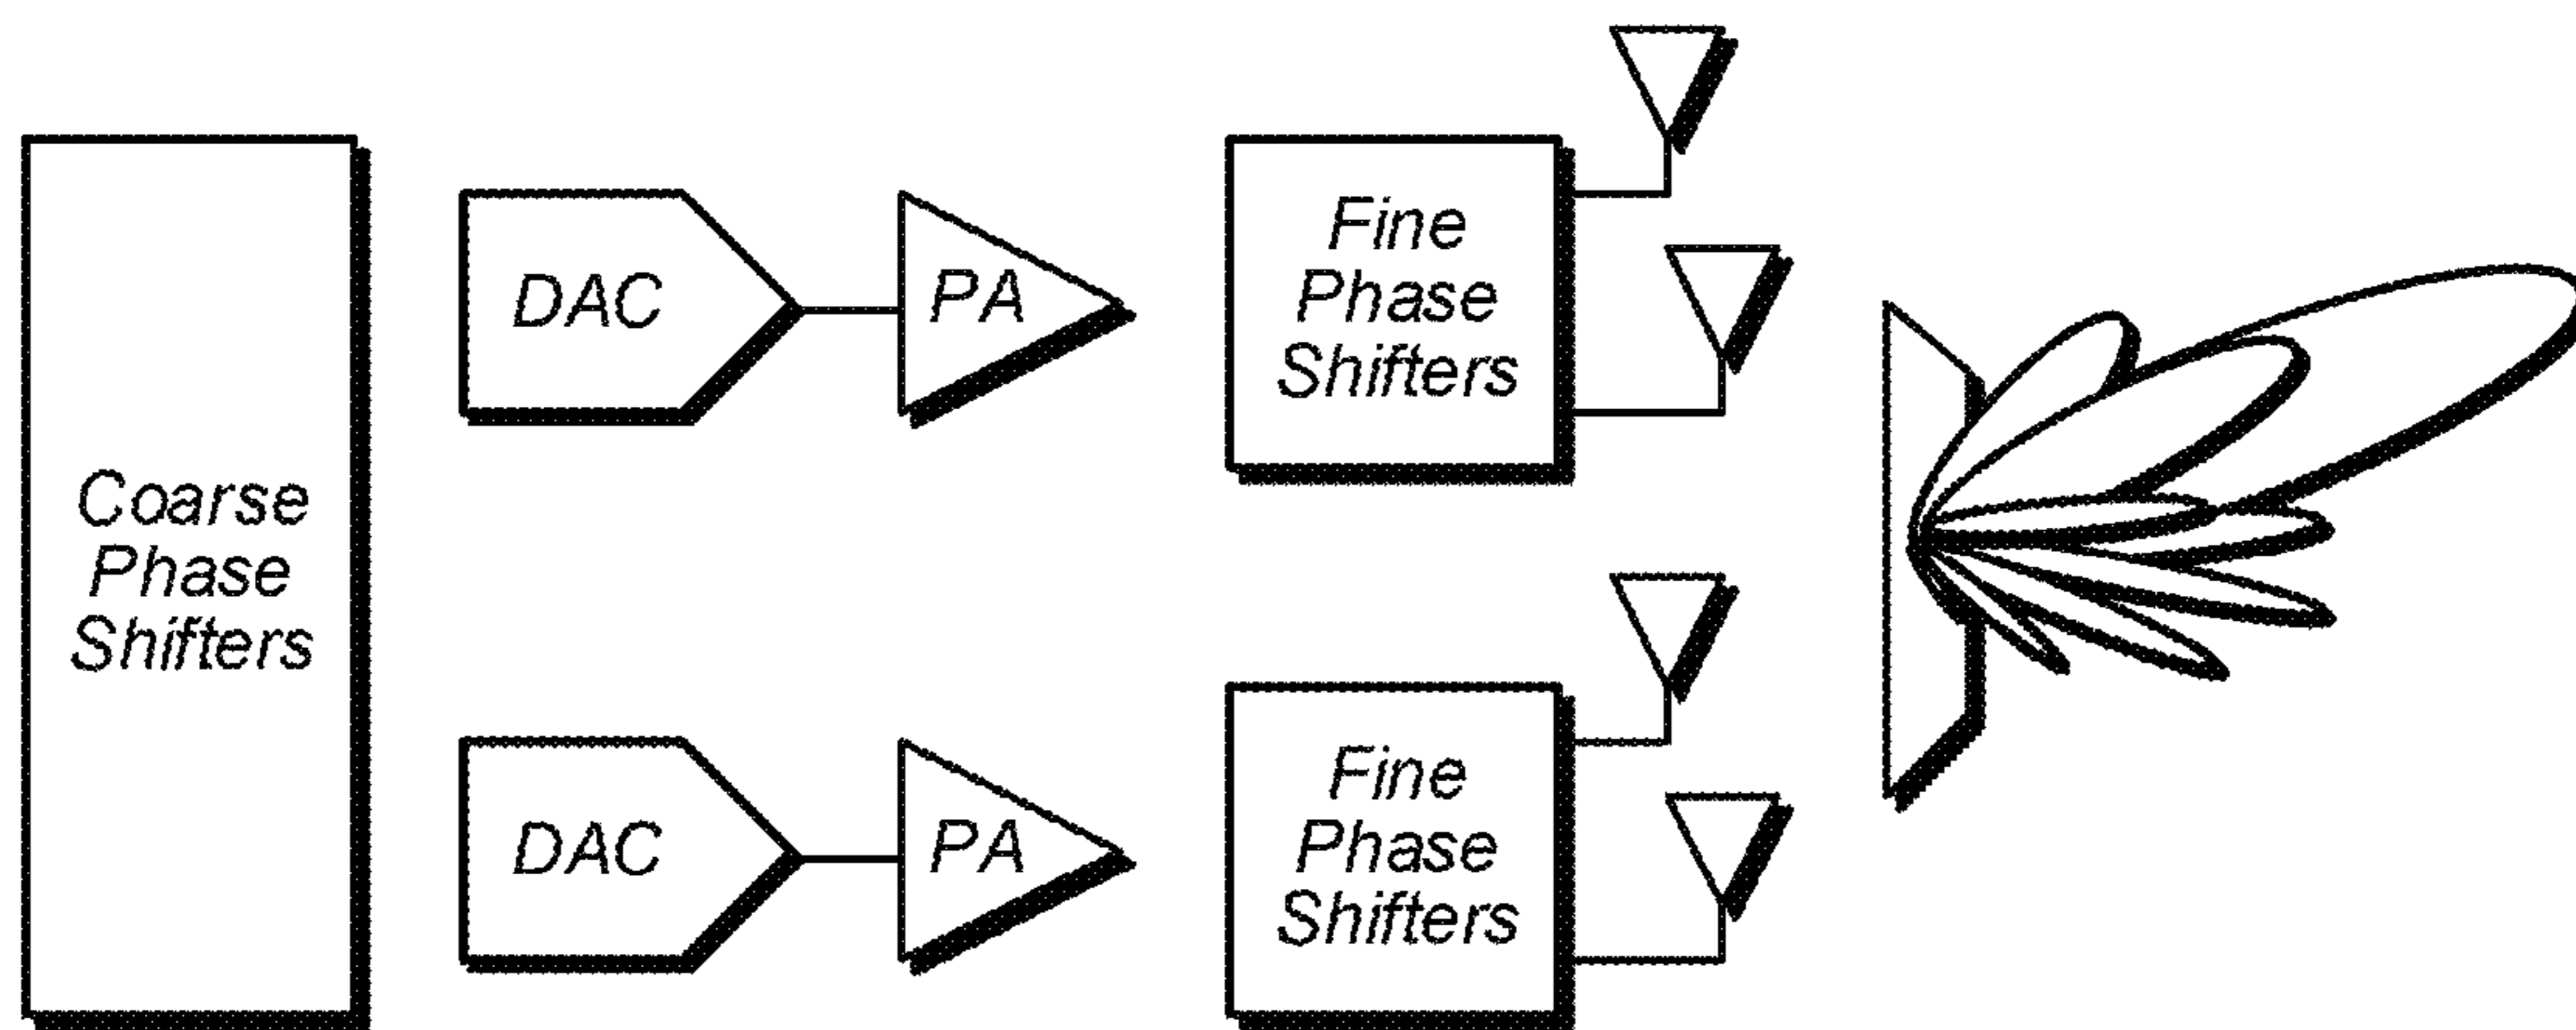 Coarse
Phase
Shifters
DAC
PA
Fine
Phase
Shifters
DAC
PA
Fine
Phase
Shifters